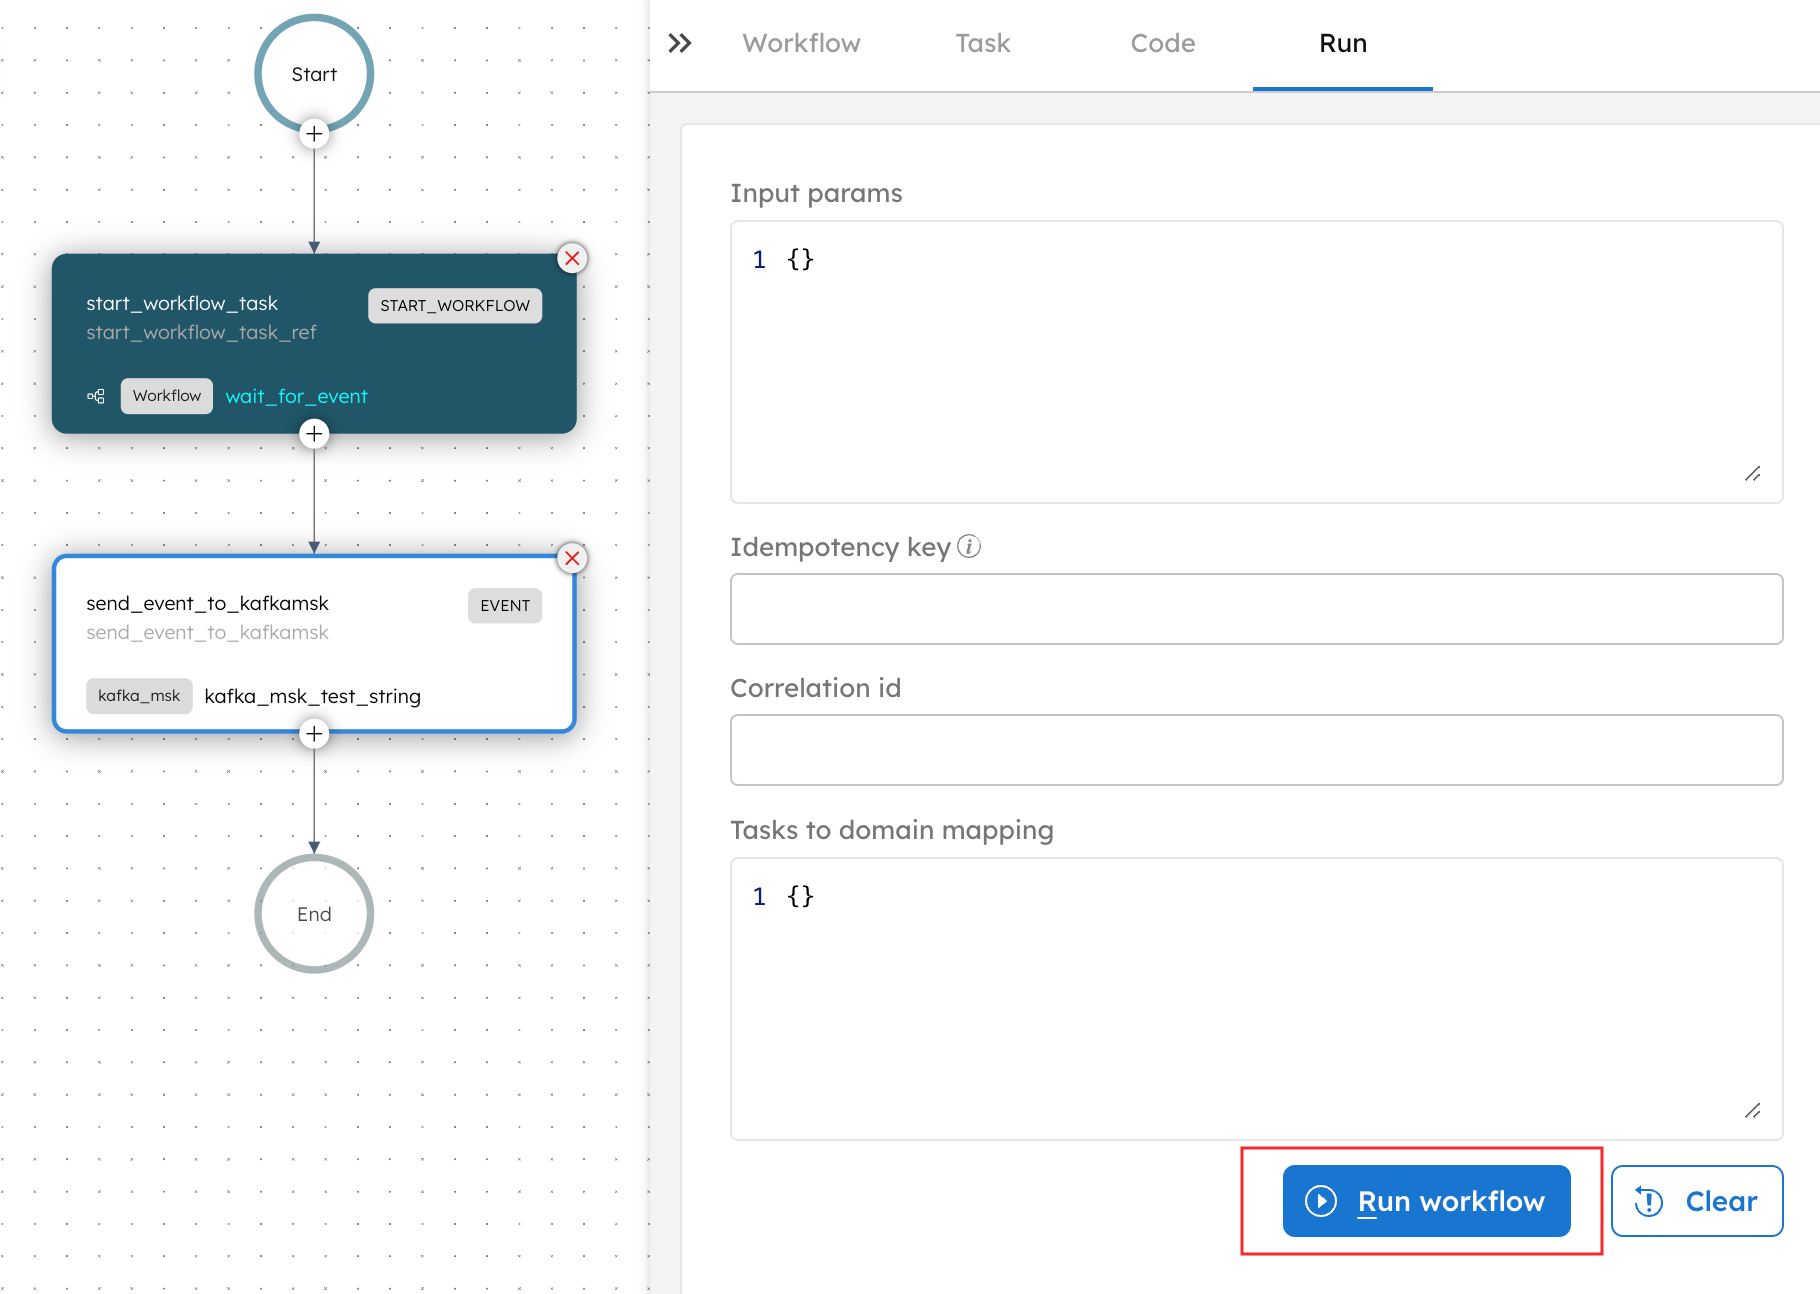 Start
start_workflow_task
START_WORKFLOW
start_workflow_task_ref
Workflow wait_for_event
send_event_to_kafkamsk
EVENT
send_event_to_kafkamsk
kafka_msk kafka_msk_test_string
End
Workflow Task Code Run
Input params
1 {}
Idempotency key
Correlation id
Tasks to domain mapping
1 {}
Run workflow
Clear